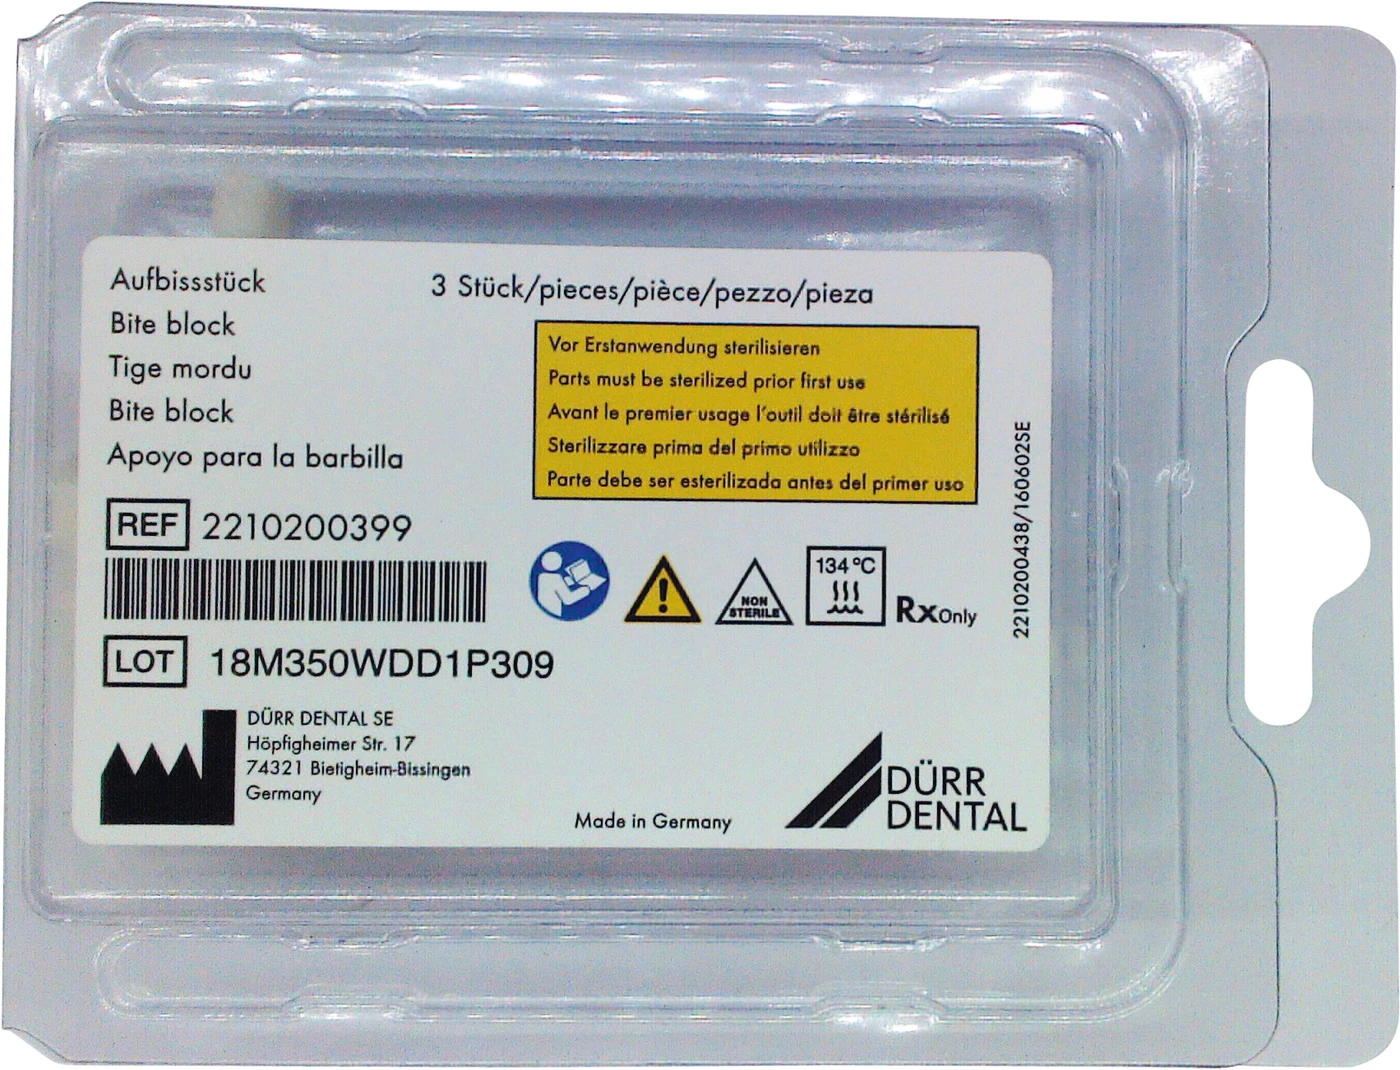 Aufbissstück
Bite block
Tige mordu
Bite block
Apoyo para la barbilla
3 Stück/pieces/pièce/pezzo/pieza
Vor Erstanwendung sterilisieren
Parts must be sterilized prior first use
Avant le premier usage l'outil doit être stérilisé
Sterilizzare prima del primo utilizzo
Parte debe ser esterilizada antes del primer uso
REF 2210200399
NON
STERILE
134 °C
Rx Only
2210200438/160602SE
LOT 18M350WDD1P309
DÜRR DENTAL SE
Höpfigheimer Str. 17
74321 Bietigheim-Bissingen
Germany
Made in Germany
DÜRR
DENTAL